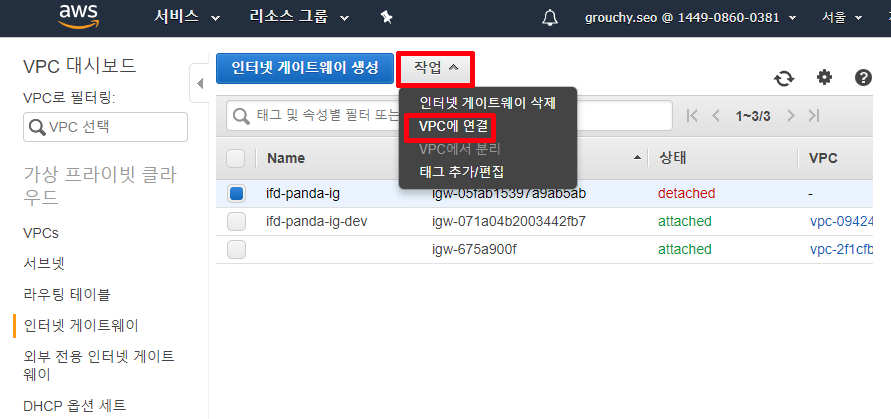 aws 서비스 리소스 그룹 grouchy.seo @ 1449-0860-0381 서울
VPC 대시보드
VPC로 필터링:
VPC 선택
가상 프라이빗 클라
우드
VPCs
서브넷
라우팅 테이블
인터넷 게이트웨이
외부 전용 인터넷 게이트
웨이
DHCP 옵션 세트
인터넷 게이트웨이 생성 작업
태그 및 속성별 필터 또는 1~3/3
인터넷 게이트웨이 삭제
VPC에 연결
VPC에서 분리
태그 추가/편집
Name 상태 VPC
ifd-panda-ig igw-05fab15397a9ab5ab detached -
ifd-panda-ig-dev igw-071a04b2003442fb7 attached vpc-09424
igw-675a900f attached vpc-2f1cfb